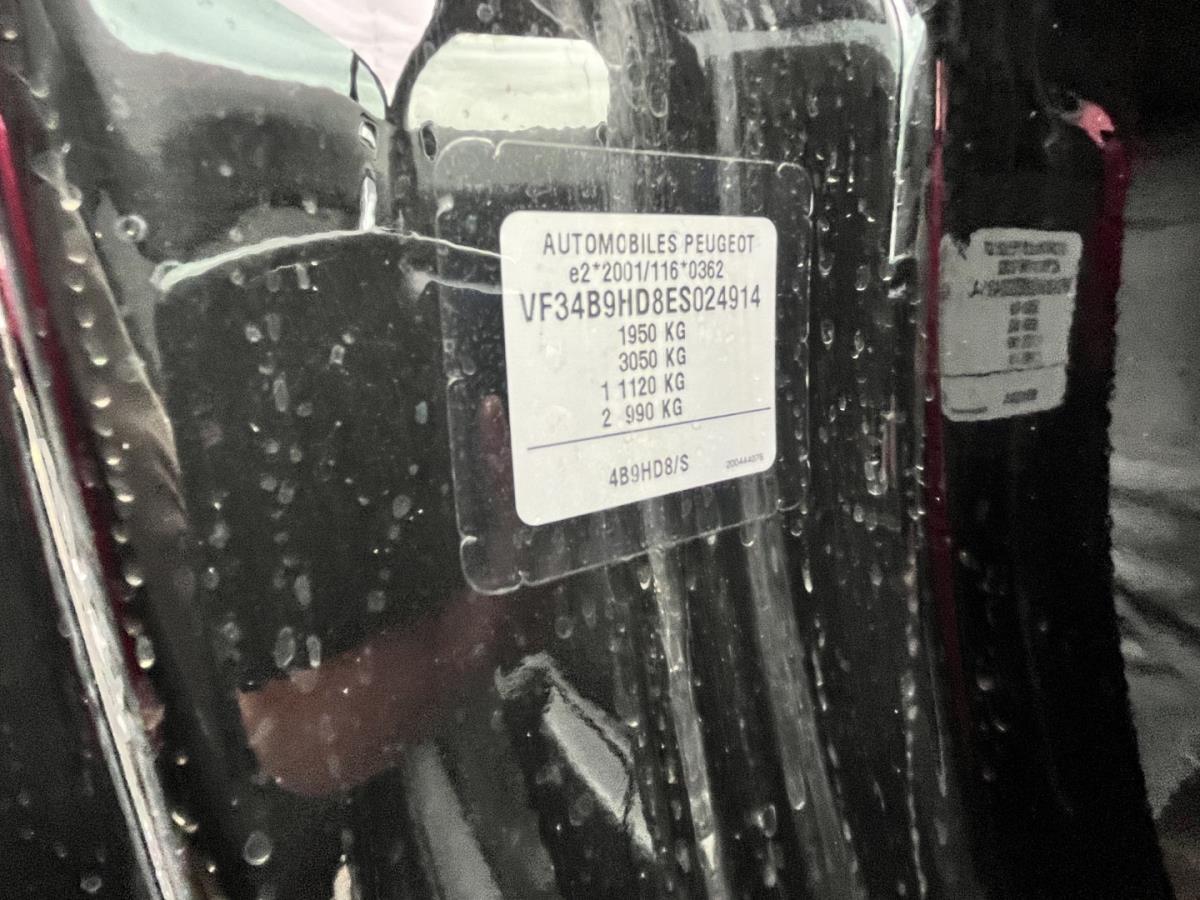 AUTOMOBILES PEUGEOT
e2*2001/116*0362
VF34B9HD8ES024914
1950 KG
3050 KG
1 1120 KG
2 990 KG
4B9HD8/S